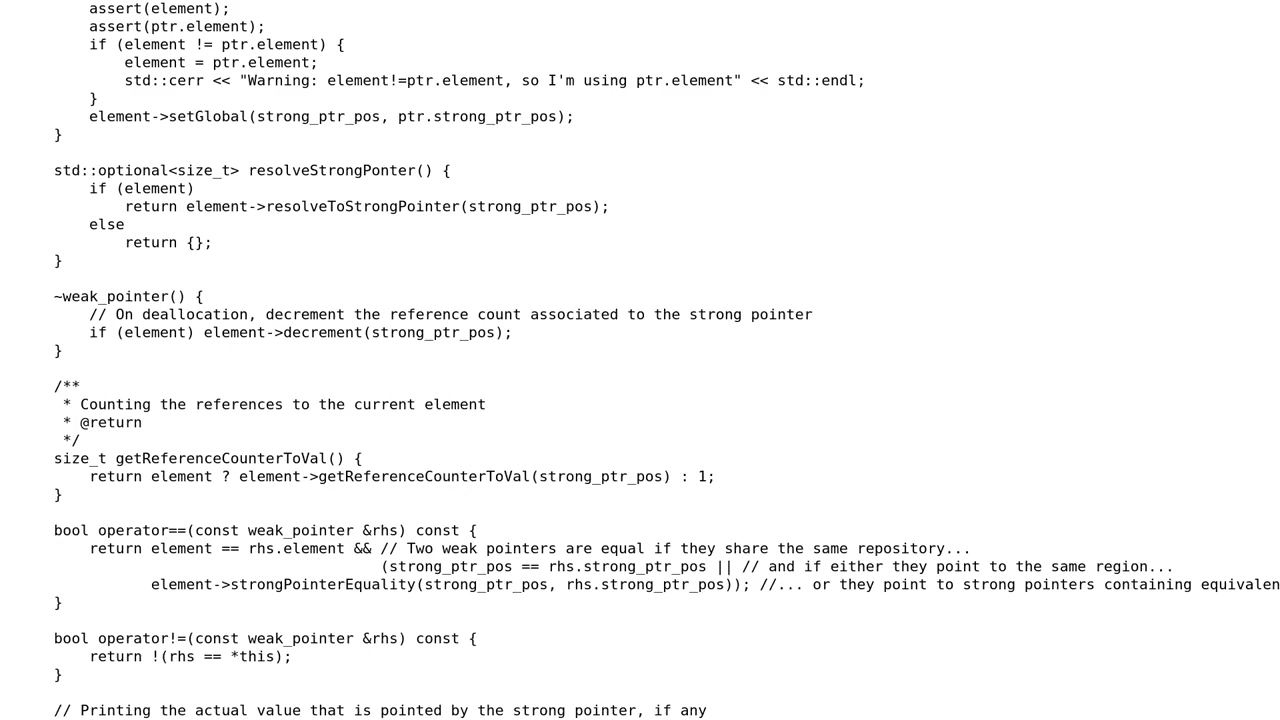 assert(element);
assert(ptr.element);
if (element != ptr.element) {
element = ptr.element;
std::cerr << "Warning: element!=ptr.element, so I'm using ptr.element" << std::endl;
}
element->setGlobal(strong_ptr_pos, ptr.strong_ptr_pos);
}
std::optional<size_t> resolveStrongPonter() {
if (element)
return element->resolveToStrongPointer(strong_ptr_pos);
else
return {};
}
~weak_pointer() {
// On deallocation, decrement the reference count associated to the strong pointer
if (element) element->decrement(strong_ptr_pos);
}
/**
* Counting the references to the current element
* @return
*/
size_t getReferenceCounterToVal() {
return element ? element->getReferenceCounterToVal(strong_ptr_pos) : 1;
}
bool operator==(const weak_pointer &rhs) const {
return element == rhs.element && // Two weak pointers are equal if they share the same repository...
(strong_ptr_pos == rhs.strong_ptr_pos || // and if either they point to the same region...
element->strongPointerEquality(strong_ptr_pos, rhs.strong_ptr_pos)); //... or they point to strong pointers containing equivalen
}
bool operator!=(const weak_pointer &rhs) const {
return !(rhs == *this);
}
// Printing the actual value that is pointed by the strong pointer, if any